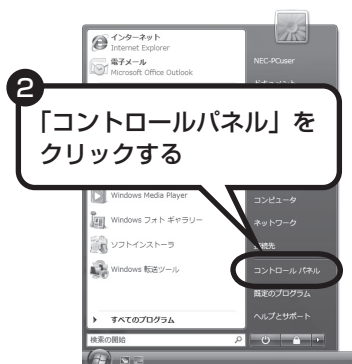 インターネット
Internet Explorer
電子メール
Microsoft Office Outlook
NEC-PCuser
2
「コントロールパネル」を
クリックする
Windows Media Player
Windows フォト ギャラリー
ソフトインストーラ
Windows 転送ツール
すべてのプログラム
検索の開始
コンピュータ
ネットワーク
接続先
コントロール パネル
既定のプログラム
ヘルプとサポート